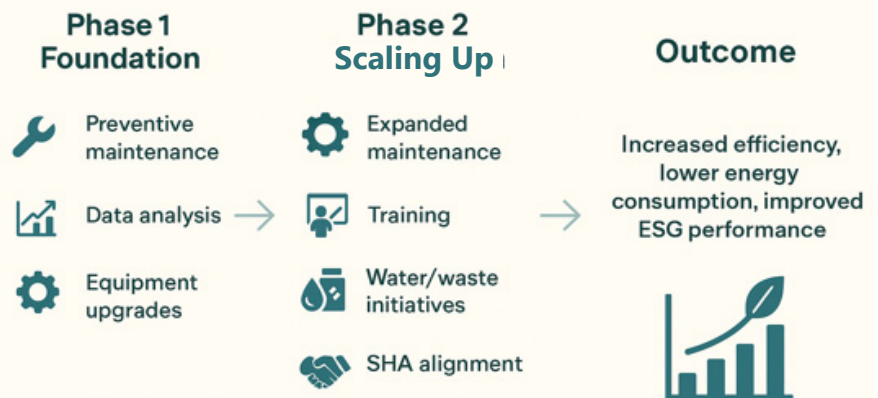 Phase 1
Foundation
Preventive
maintenance
Data analysis
Equipment
upgrades
Phase 2
Scaling Up
Expanded
maintenance
Training
Water/waste
initiatives
SHA alignment
Outcome
Increased efficiency,
lower energy
consumption, improved
ESG performance